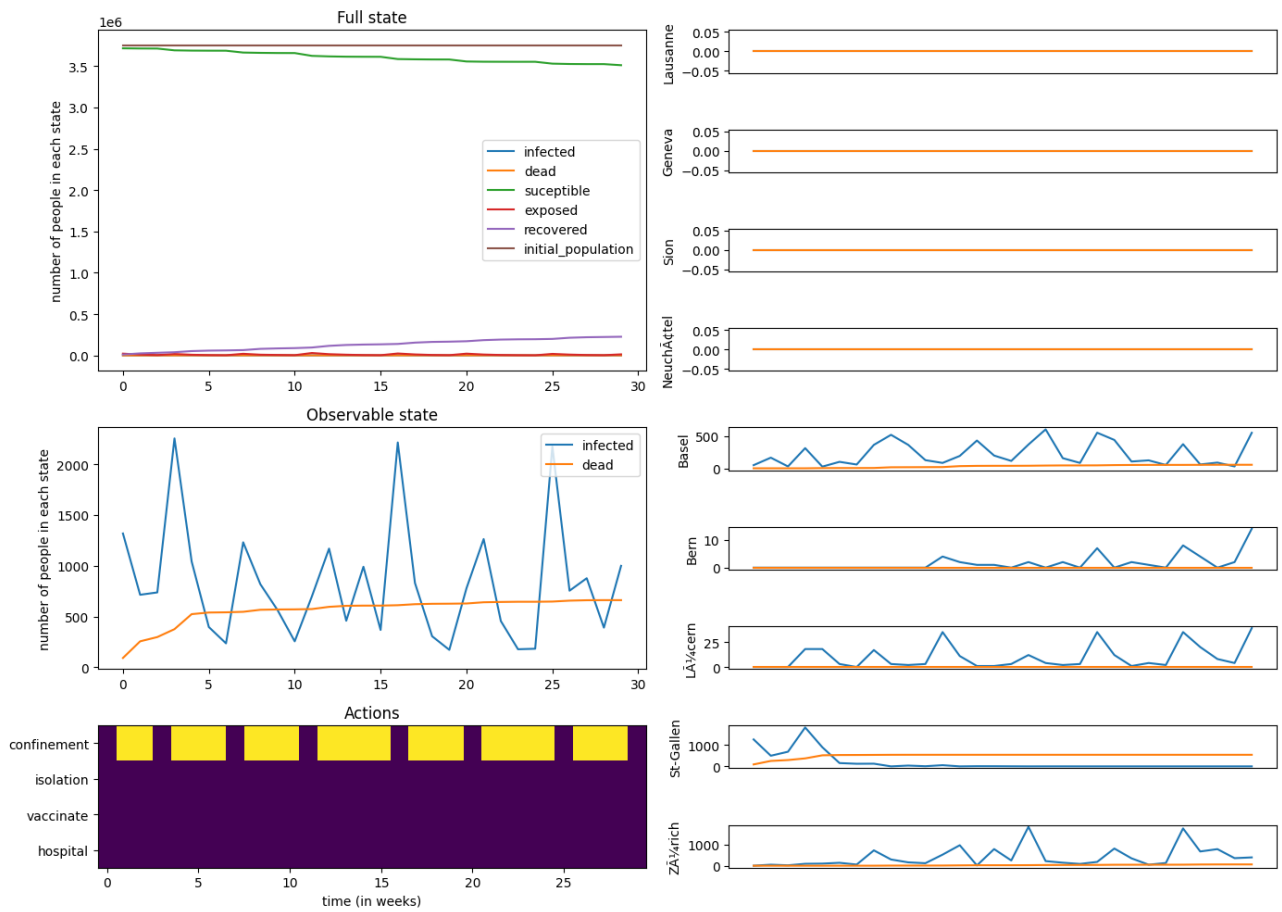 Full state
1e6
number of people in each state
3.5
3.0
2.5
2.0
1.5
1.0
0.5
0.0
infected
dead
suceptible
exposed
recovered
initial_population
0
5
10
15
20
25
30
Observable state
number of people in each state
2000
1500
1000
500
0
infected
dead
0
5
10
15
20
25
30
Actions
confinement
isolation
vaccinate
hospital
0
5
10
15
20
25
time (in weeks)
Lausanne
0.05
0.00
−0.05
Geneva
0.05
0.00
−0.05
Sion
0.05
0.00
−0.05
NeuchÃ¢tel
0.05
0.00
−0.05
Basel
500
0
Bern
10
0
LÃ¼cern
25
0
St-Gallen
1000
0
ZÃ¼rich
1000
0